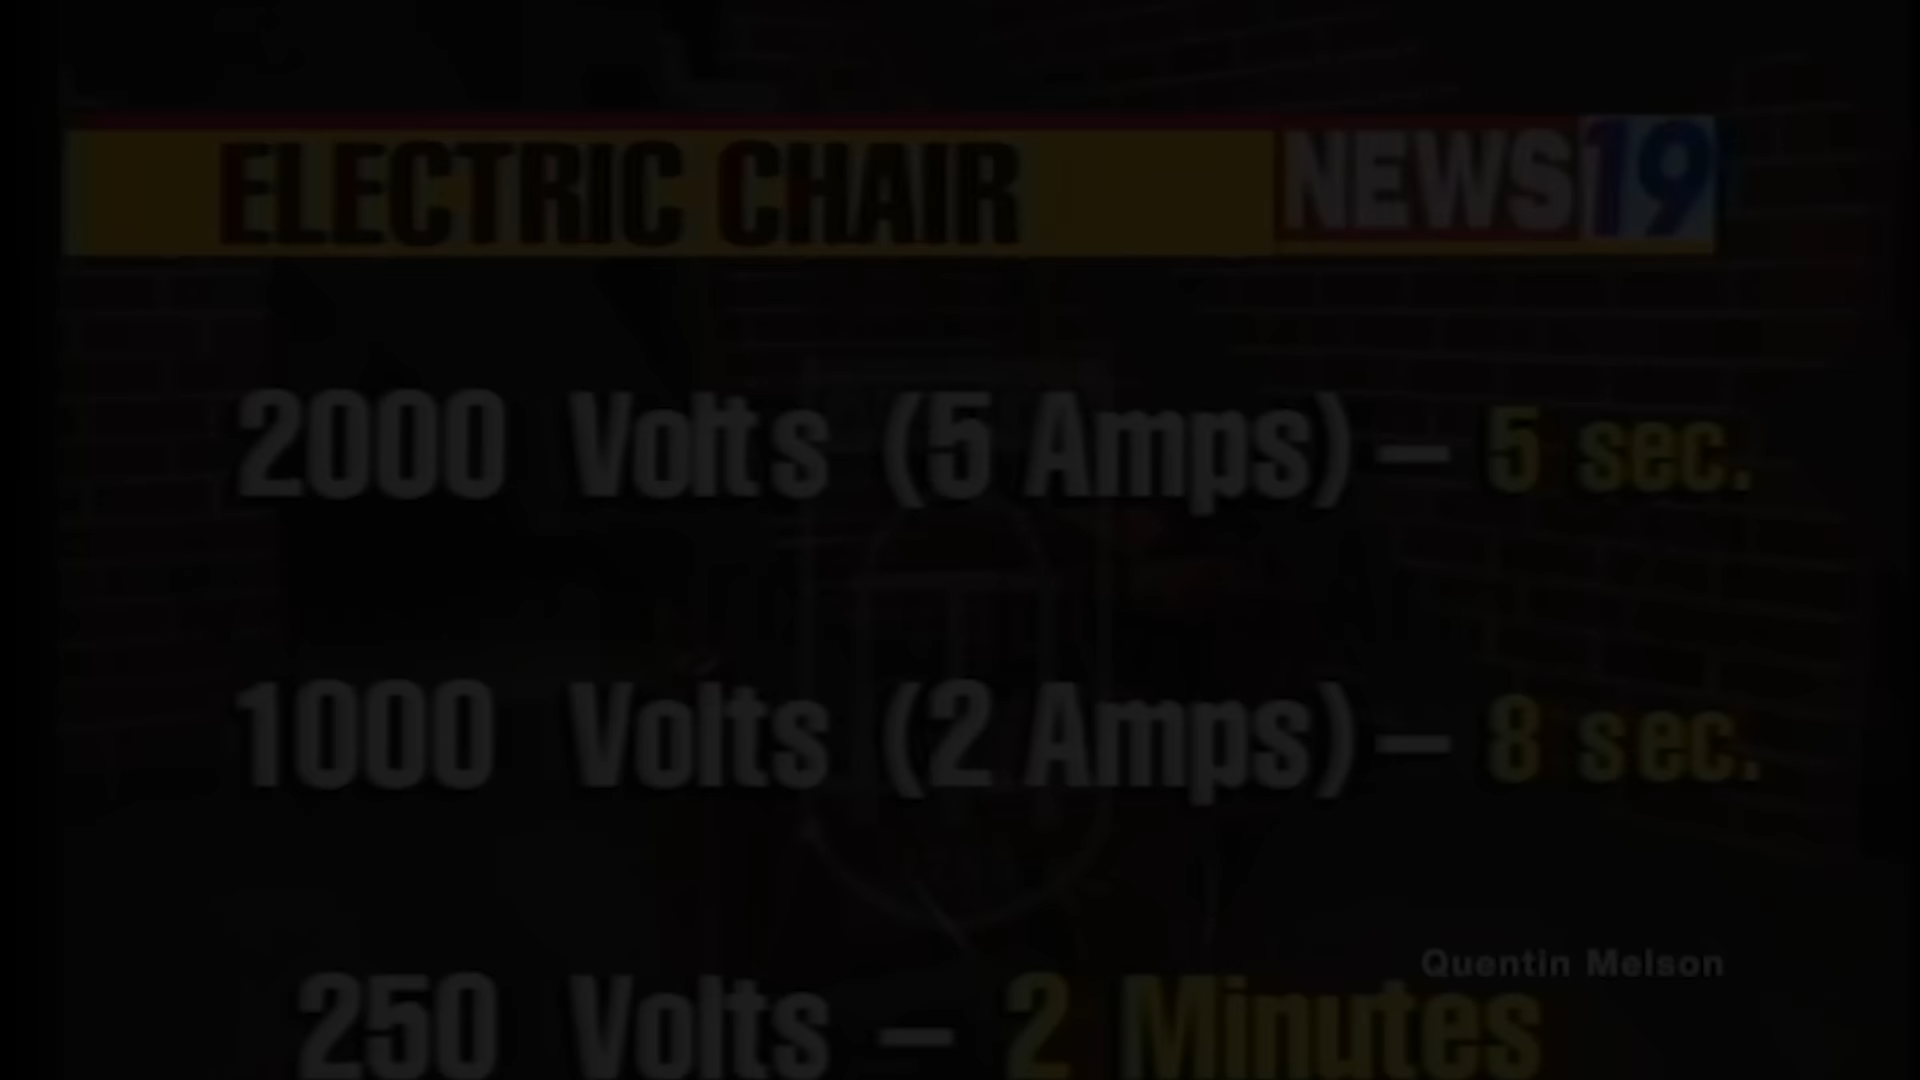 ELECTRIC CHAIR NEWS19
2000 Volts (5 Amps) – 5 sec.
1000 Volts (2 Amps) – 8 sec.
Quentin Melson
250 Volts – 2 Minutes